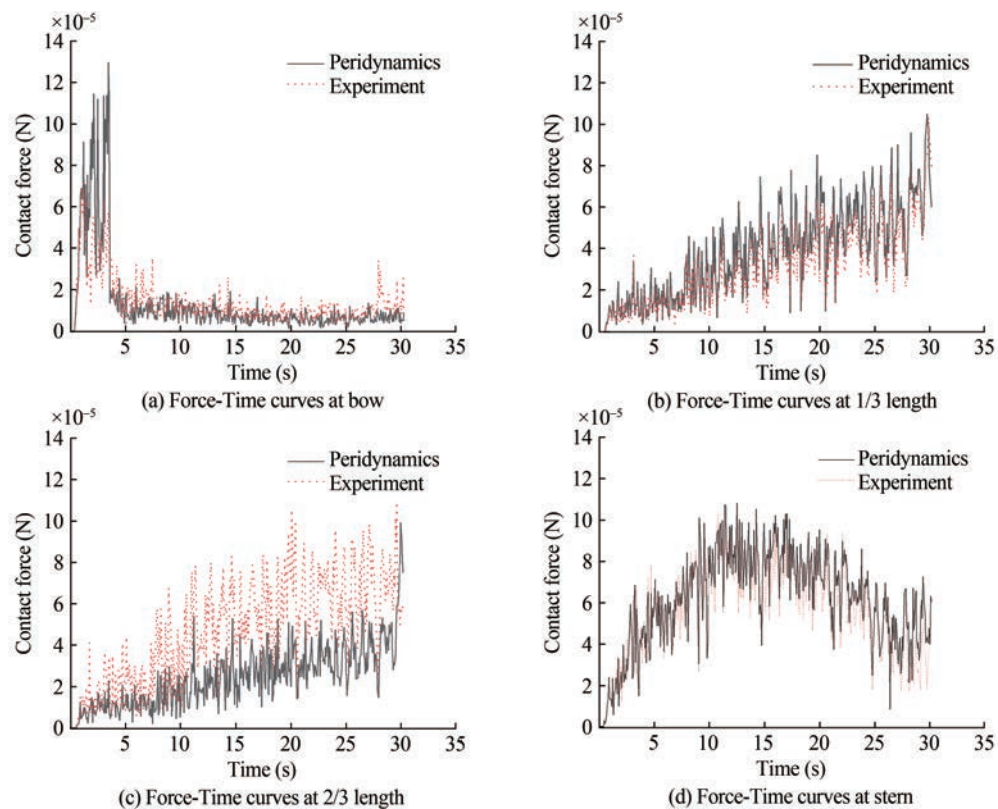 ×10⁻⁵
14
12
10
8
6
4
2
0
Contact force (N)
Peridynamics
Experiment
5 10 15 20 25 30 35
Time (s)
(a) Force-Time curves at bow
×10⁻⁵
14
12
10
8
6
4
2
0
Contact force (N)
Peridynamics
Experiment
5 10 15 20 25 30 35
Time (s)
(b) Force-Time curves at 1/3 length
×10⁻⁵
14
12
10
8
6
4
2
0
Contact force (N)
Peridynamics
Experiment
5 10 15 20 25 30 35
Time (s)
(c) Force-Time curves at 2/3 length
×10⁻⁵
14
12
10
8
6
4
2
0
Contact force (N)
Peridynamics
Experiment
5 10 15 20 25 30 35
Time (s)
(d) Force-Time curves at stern